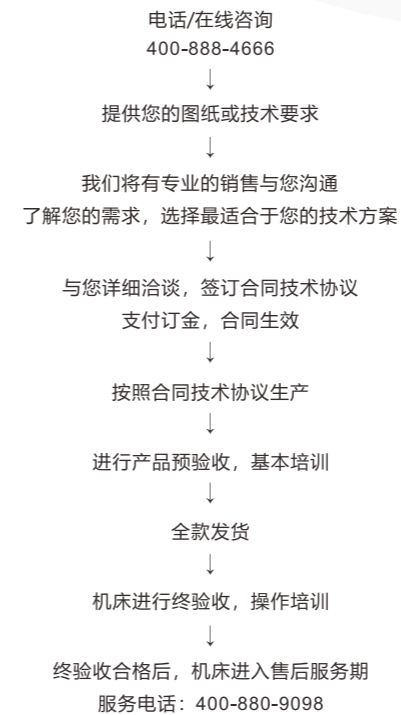 电话/在线咨询
400-888-4666
↓
提供您的图纸或技术要求
↓
我们将有专业的销售与您沟通
了解您的需求，选择最适合于您的技术方案
↓
与您详细洽谈，签订合同技术协议
支付订金，合同生效
↓
按照合同技术协议生产
↓
进行产品预验收，基本培训
↓
全款发货
↓
机床进行终验收，操作培训
↓
终验收合格后，机床进入售后服务期
服务电话：400-880-9098